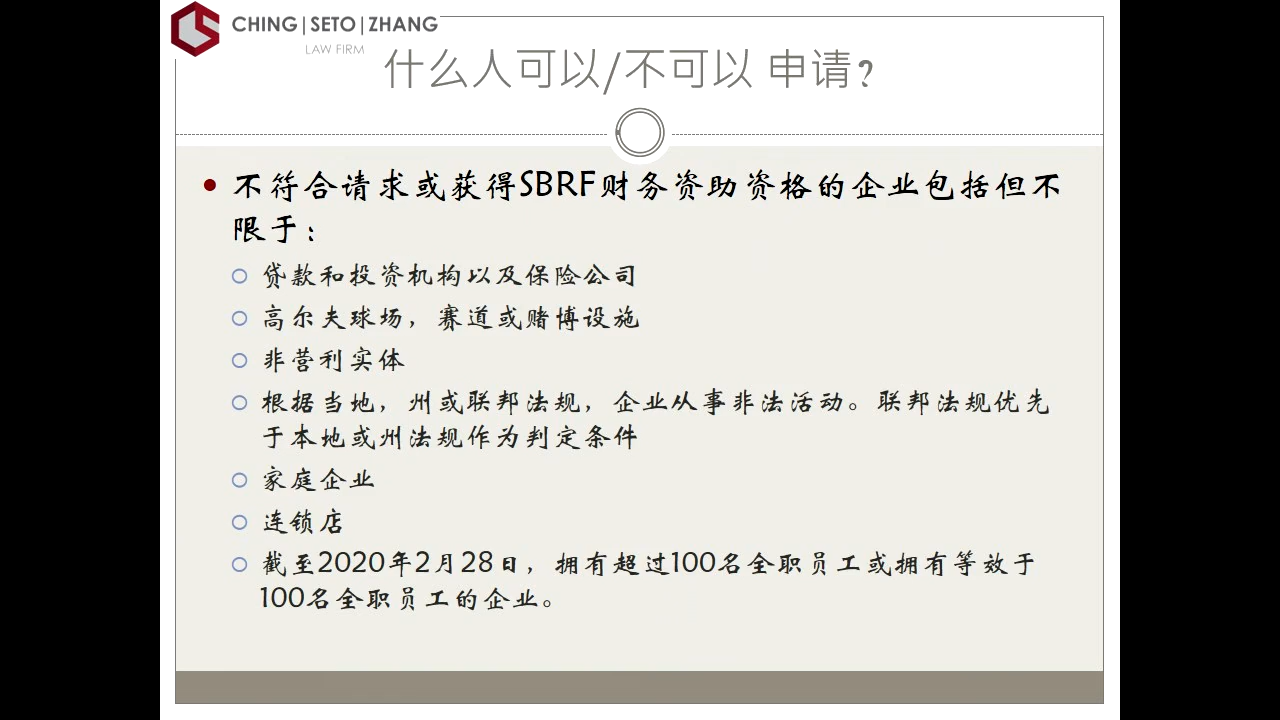 CHING|SETO|ZHANG
LAW FIRM
什么人可以/不可以 申请?
不符合请求或获得SBRF财务资助资格的企业包括但不
限于：
贷款和投资机构以及保险公司
高尔夫球场，赛道或赌博设施
非营利实体
根据当地，州或联邦法规，企业从事非法活动。联邦法规优先
于本地或州法规作为判定条件
家庭企业
连锁店
截至2020年2月28日，拥有超过100名全职员工或拥有等效于
100名全职员工的企业。